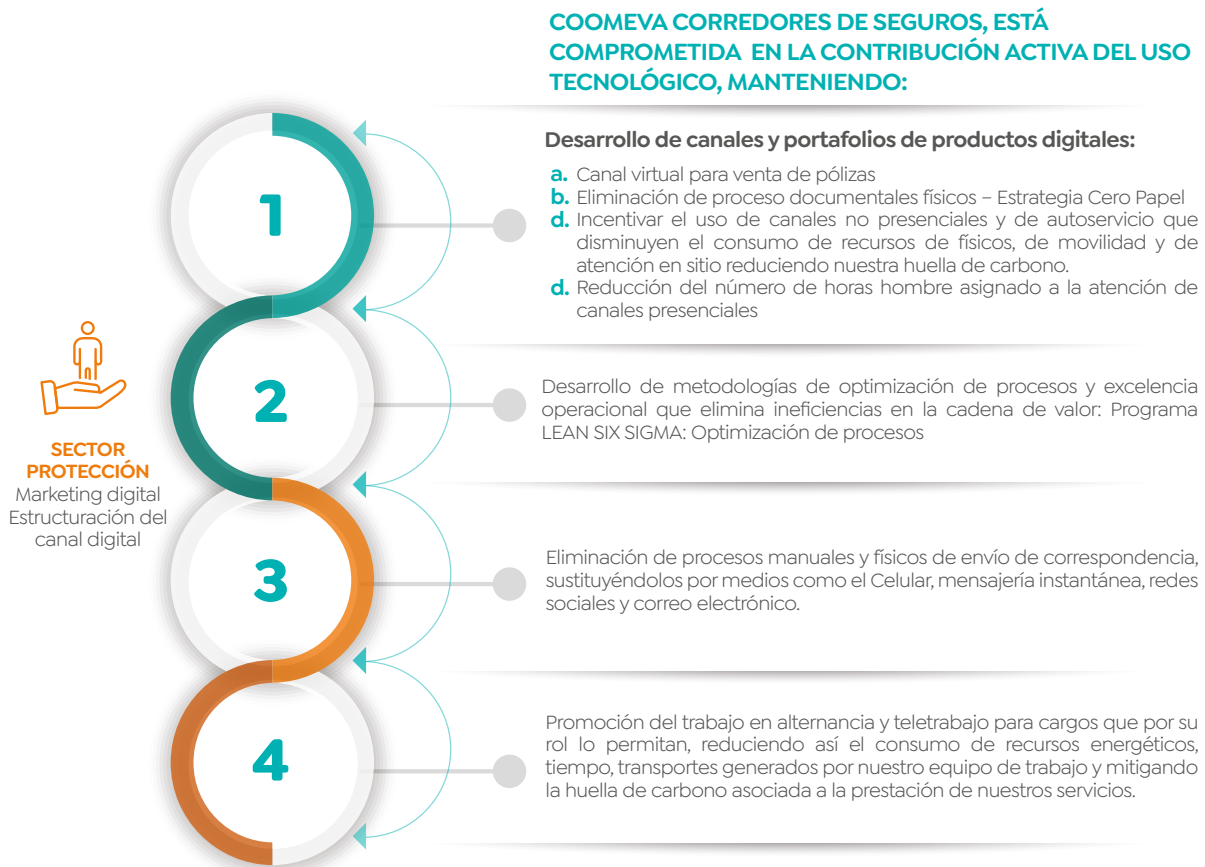 COOMEVA CORREDORES DE SEGUROS, ESTÁ
COMPROMETIDA EN LA CONTRIBUCIÓN ACTIVA DEL USO
TECNOLÓGICO, MANTENIENDO:
1
Desarrollo de canales y portafolios de productos digitales:
a. Canal virtual para venta de pólizas
b. Eliminación de proceso documentales físicos – Estrategia Cero Papel
d. Incentivar el uso de canales no presenciales y de autoservicio que
disminuyen el consumo de recursos de físicos, de movilidad y de
atención en sitio reduciendo nuestra huella de carbono.
d. Reducción del número de horas hombre asignado a la atención de
canales presenciales
SECTOR
PROTECCIÓN
Marketing digital
Estructuración del
canal digital
2
Desarrollo de metodologías de optimización de procesos y excelencia
operacional que elimina ineficiencias en la cadena de valor: Programa
LEAN SIX SIGMA: Optimización de procesos
3
Eliminación de procesos manuales y físicos de envío de correspondencia,
sustituyéndolos por medios como el Celular, mensajería instantánea, redes
sociales y correo electrónico.
4
Promoción del trabajo en alternancia y teletrabajo para cargos que por su
rol lo permitan, reduciendo así el consumo de recursos energéticos,
tiempo, transportes generados por nuestro equipo de trabajo y mitigando
la huella de carbono asociada a la prestación de nuestros servicios.